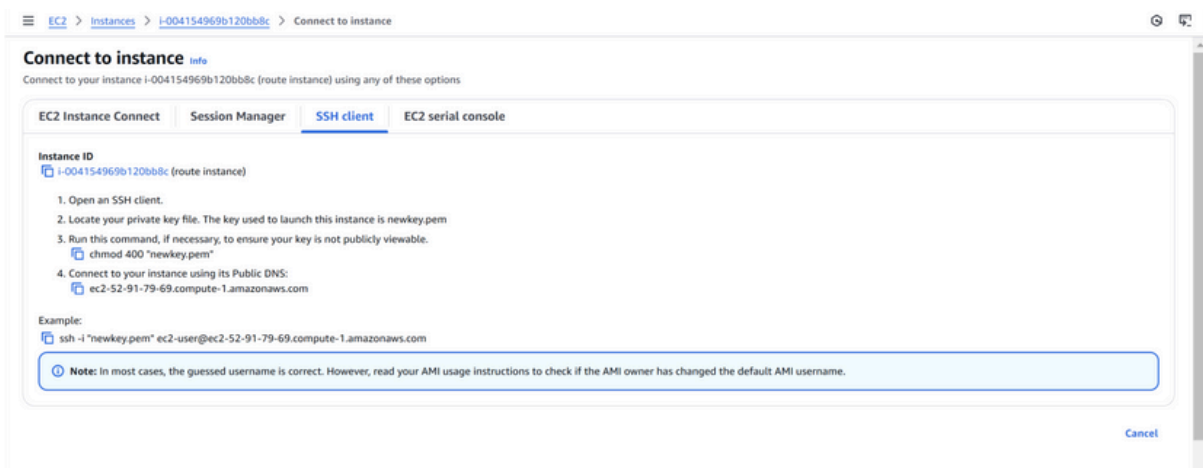 EC2 > Instances > i-004154969b120bb8c > Connect to instance
Connect to instance Info
Connect to your instance i-004154969b120bb8c (route instance) using any of these options
EC2 Instance Connect Session Manager SSH client EC2 serial console
Instance ID
i-004154969b120bb8c (route instance)
1. Open an SSH client.
2. Locate your private key file. The key used to launch this instance is newkey.pem
3. Run this command, if necessary, to ensure your key is not publicly viewable.
chmod 400 "newkey.pem"
4. Connect to your instance using its Public DNS:
ec2-52-91-79-69.compute-1.amazonaws.com
Example:
ssh -i "newkey.pem" ec2-user@ec2-52-91-79-69.compute-1.amazonaws.com
Note: In most cases, the guessed username is correct. However, read your AMI usage instructions to check if the AMI owner has changed the default AMI username.
Cancel